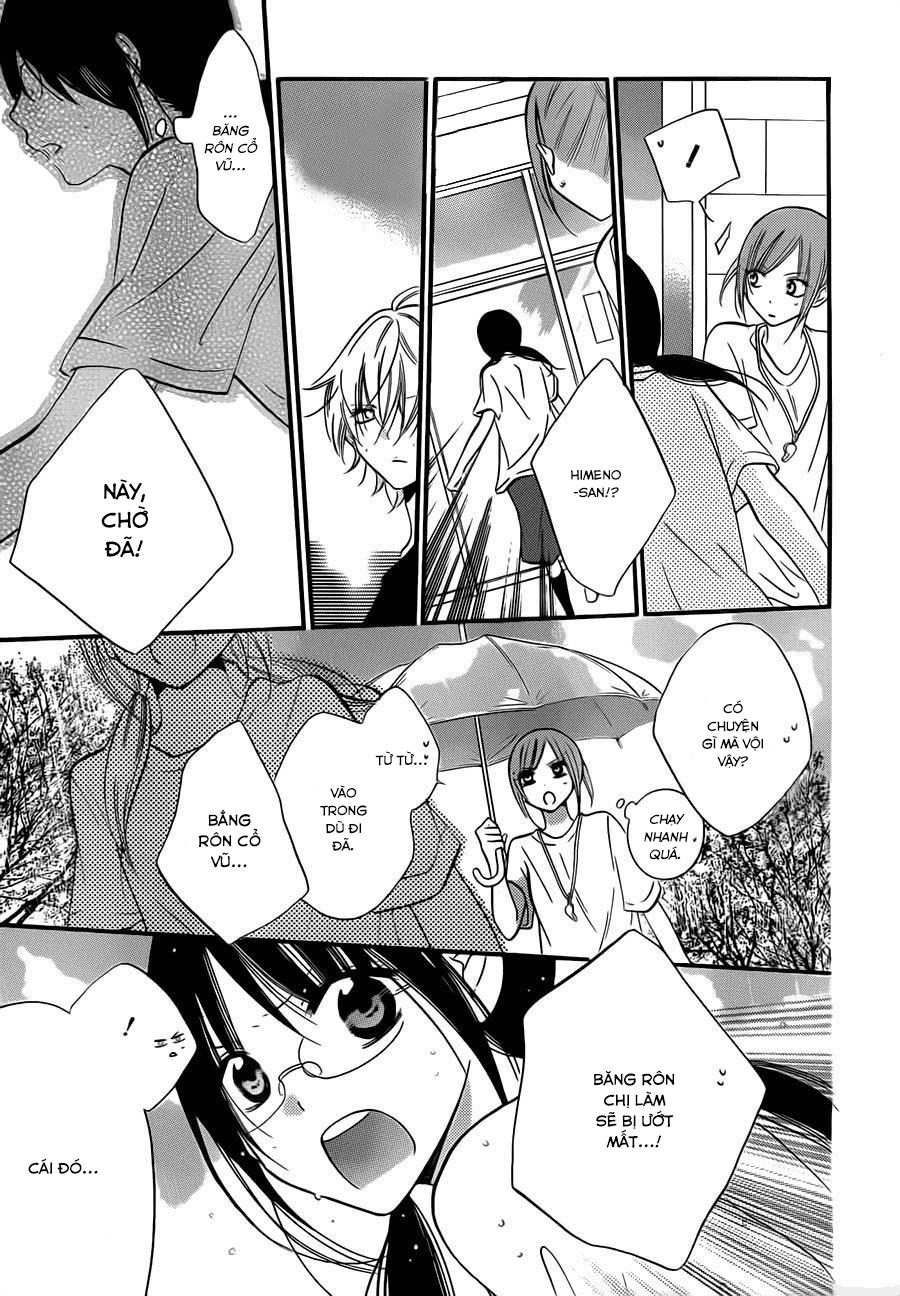 !
HIMENO
-SAN!?
...
BĂNG
RÔN CỔ
VŨ...
NÀY,
CHỜ
ĐÃ!
CÓ
CHUYỆN
GÌ MÀ VỘI
VẬY?
CHẠY
NHANH
QUÁ.
TỪ TỪ...
VÀO
TRONG
DÙ ĐI
ĐÃ.
BẲNG
RÔN CỔ
VŨ...
BĂNG RÔN
CHỊ LÀM
SẼ BỊ ƯỚT
MẤT...!
!
CÁI ĐÓ...